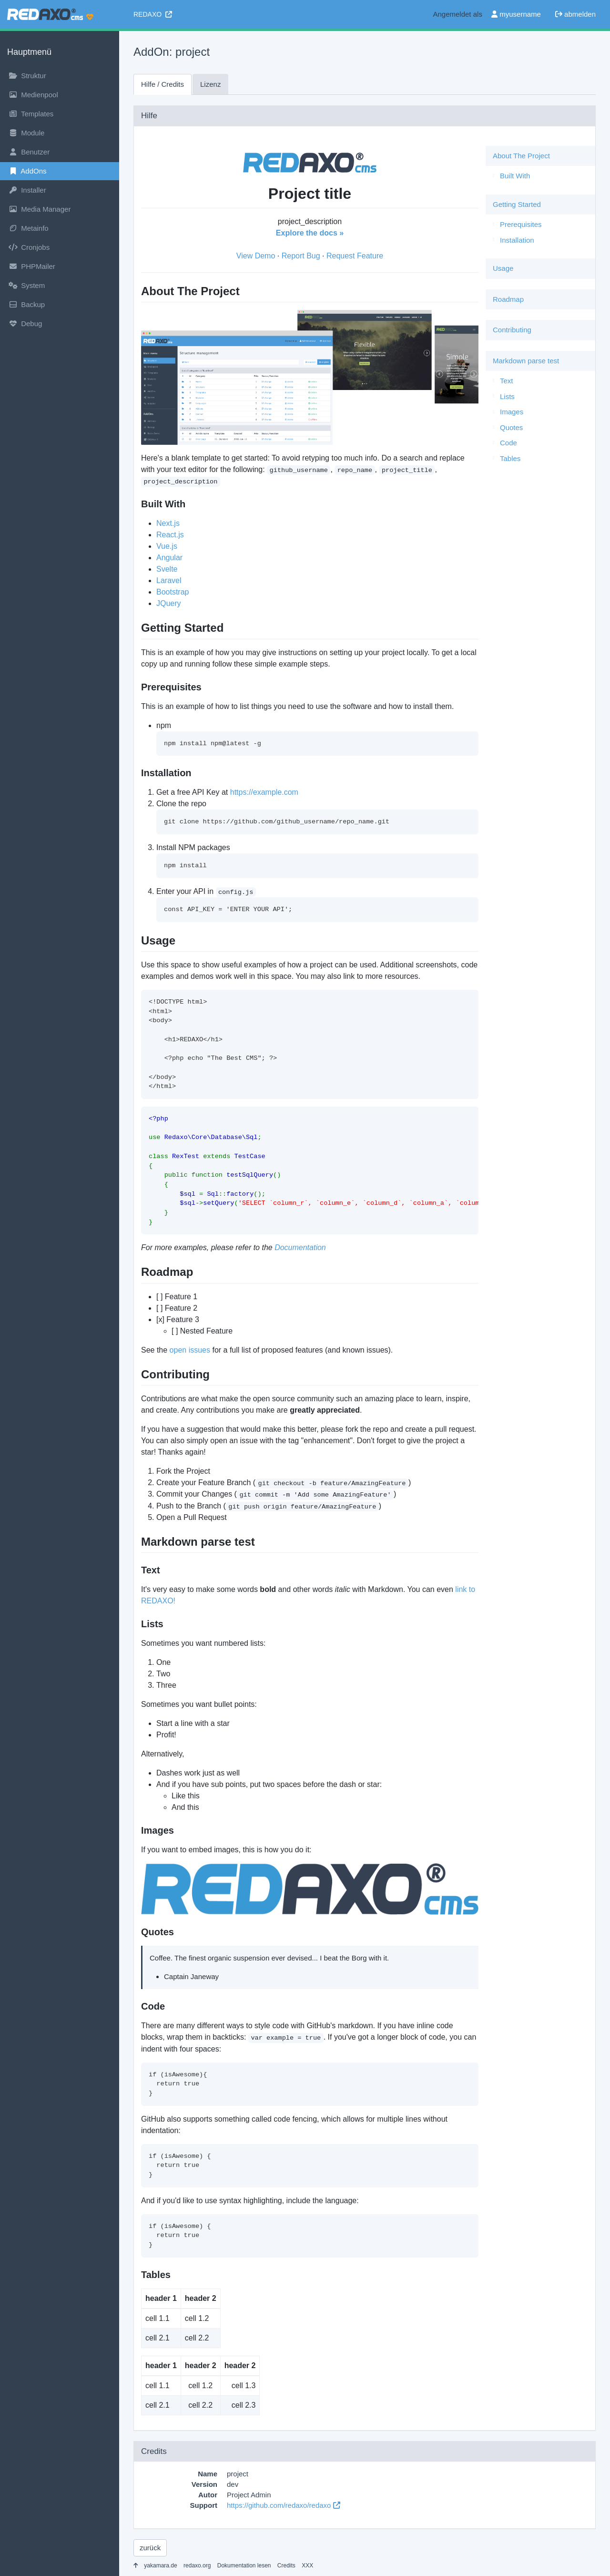 REDAXO® cms
REDAXO
Angemeldet als myusername abmelden
Hauptmenü
Struktur
Medienpool
Templates
Module
Benutzer
AddOns
Installer
Media Manager
Metainfo
Cronjobs
PHPMailer
System
Backup
Debug
AddOn: project
Hilfe / Credits
Lizenz
Hilfe
REDAXO® cms
Project title
project_description
Explore the docs »
View Demo · Report Bug · Request Feature
About The Project
Structure management
Flexible
Simple
Here's a blank template to get started: To avoid retyping too much info. Do a search and replace
with your text editor for the following: github_username , repo_name , project_title ,
project_description
Built With
Next.js
React.js
Vue.js
Angular
Svelte
Laravel
Bootstrap
JQuery
Getting Started
This is an example of how you may give instructions on setting up your project locally. To get a local
copy up and running follow these simple example steps.
Prerequisites
This is an example of how to list things you need to use the software and how to install them.
npm
npm install npm@latest -g
Installation
1. Get a free API Key at https://example.com
2. Clone the repo
git clone https://github.com/github_username/repo_name.git
3. Install NPM packages
npm install
4. Enter your API in config.js
const API_KEY = 'ENTER YOUR API';
Usage
Use this space to show useful examples of how a project can be used. Additional screenshots, code
examples and demos work well in this space. You may also link to more resources.
<!DOCTYPE html>
<html>
<body>
<h1>REDAXO</h1>
<?php echo "The Best CMS"; ?>
</body>
</html>
<?php
use Redaxo\Core\Database\Sql;
class RexTest extends TestCase
{
public function testSqlQuery()
{
$sql = Sql::factory();
$sql->setQuery('SELECT `column_r`, `column_e`, `column_d`, `column_a`, `colum
}
}
For more examples, please refer to the Documentation
Roadmap
[ ] Feature 1
[ ] Feature 2
[x] Feature 3
[ ] Nested Feature
See the open issues for a full list of proposed features (and known issues).
Contributing
Contributions are what make the open source community such an amazing place to learn, inspire,
and create. Any contributions you make are greatly appreciated.
If you have a suggestion that would make this better, please fork the repo and create a pull request.
You can also simply open an issue with the tag "enhancement". Don't forget to give the project a
star! Thanks again!
1. Fork the Project
2. Create your Feature Branch ( git checkout -b feature/AmazingFeature )
3. Commit your Changes ( git commit -m 'Add some AmazingFeature' )
4. Push to the Branch ( git push origin feature/AmazingFeature )
5. Open a Pull Request
Markdown parse test
Text
It's very easy to make some words bold and other words italic with Markdown. You can even link to
REDAXO!
Lists
Sometimes you want numbered lists:
1. One
2. Two
3. Three
Sometimes you want bullet points:
Start a line with a star
Profit!
Alternatively,
Dashes work just as well
And if you have sub points, put two spaces before the dash or star:
Like this
And this
Images
If you want to embed images, this is how you do it:
REDAXO® cms
Quotes
Coffee. The finest organic suspension ever devised... I beat the Borg with it.
Captain Janeway
Code
There are many different ways to style code with GitHub's markdown. If you have inline code
blocks, wrap them in backticks: var example = true . If you've got a longer block of code, you can
indent with four spaces:
if (isAwesome){
return true
}
GitHub also supports something called code fencing, which allows for multiple lines without
indentation:
if (isAwesome) {
return true
}
And if you'd like to use syntax highlighting, include the language:
if (isAwesome) {
return true
}
Tables
header 1 header 2
cell 1.1 cell 1.2
cell 2.1 cell 2.2
header 1 header 2 header 2
cell 1.1 cell 1.2 cell 1.3
cell 2.1 cell 2.2 cell 2.3
About The Project
Built With
Getting Started
Prerequisites
Installation
Usage
Roadmap
Contributing
Markdown parse test
Text
Lists
Images
Quotes
Code
Tables
Credits
Name project
Version dev
Autor Project Admin
Support https://github.com/redaxo/redaxo
zurück
yakamara.de redaxo.org Dokumentation lesen Credits XXX